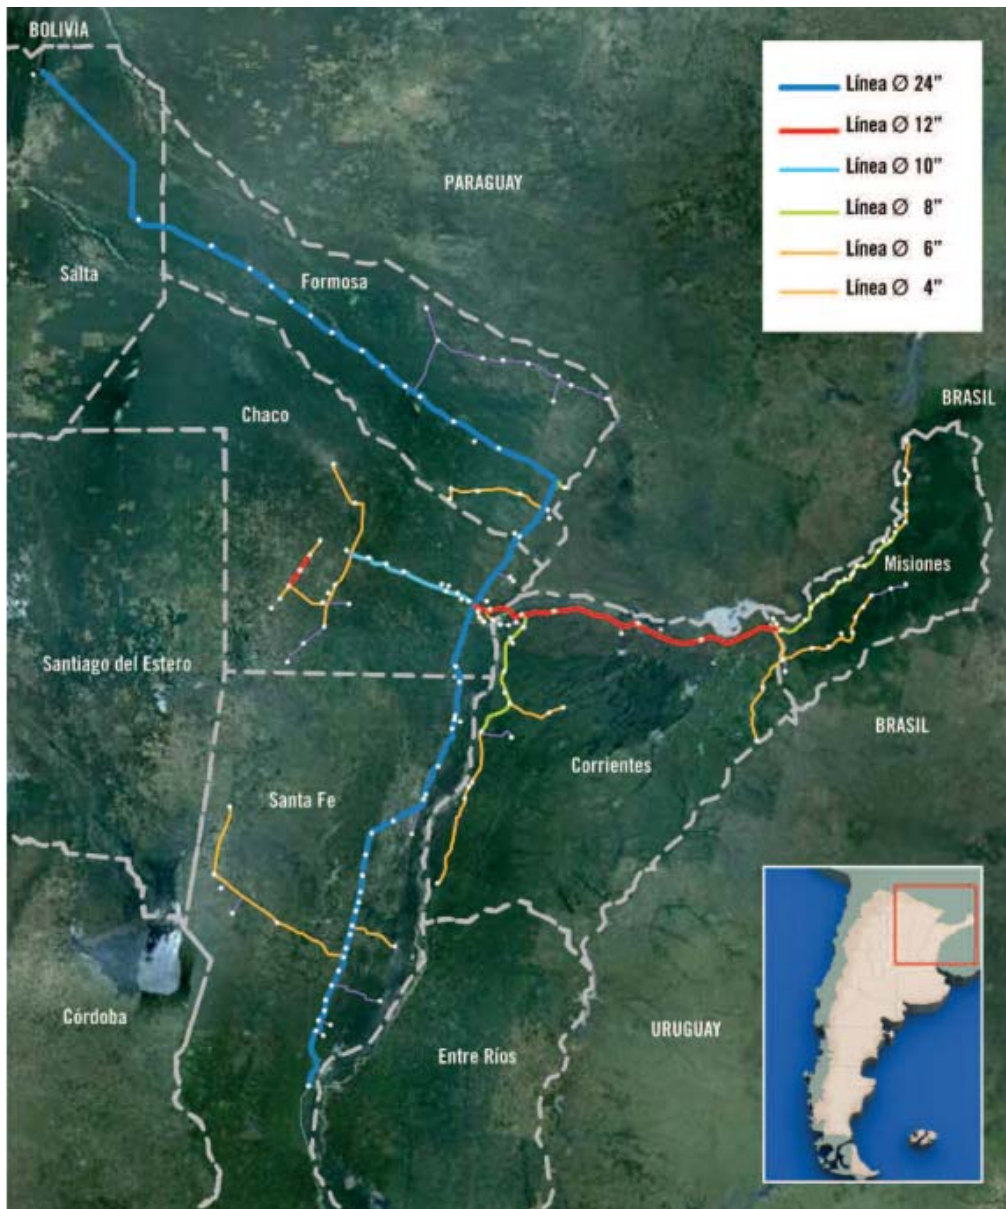 BOLIVIA
Línea Ø 24”
Línea Ø 12”
Línea Ø 10”
Línea Ø 8”
Línea Ø 6”
Línea Ø 4”
PARAGUAY
Salta
Formosa
BRASIL
Chaco
Misiones
Santiago del Estero
BRASIL
Corrientes
Santa Fe
Córdoba
URUGUAY
Entre Ríos